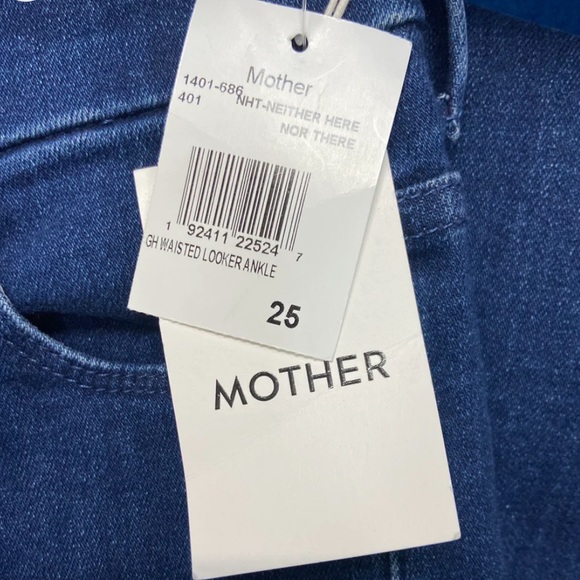 Mother
1401-686
401 NHT-NEITHER HERE
NOR THERE
1 92411 22524 7
GH WAISTED LOOKER ANKLE
25
MOTHER